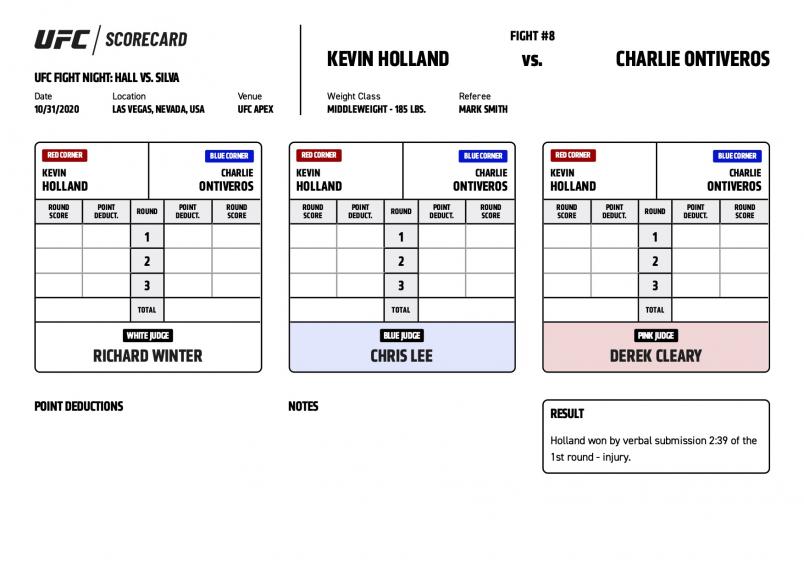 UFC SCORECARD
UFC FIGHT NIGHT: HALL VS. SILVA
Date Location Venue
10/31/2020 LAS VEGAS, NEVADA, USA UFC APEX
FIGHT #8
KEVIN HOLLAND vs. CHARLIE ONTIVEROS
Weight Class Referee
MIDDLEWEIGHT - 185 LBS. MARK SMITH
RED CORNER BLUE CORNER
KEVIN CHARLIE
HOLLAND ONTIVEROS
ROUND POINT ROUND POINT ROUND
SCORE DEDUCT. DEDUCT. SCORE
1
2
3
TOTAL
WHITE JUDGE
RICHARD WINTER
RED CORNER BLUE CORNER
KEVIN CHARLIE
HOLLAND ONTIVEROS
ROUND POINT ROUND POINT ROUND
SCORE DEDUCT. DEDUCT. SCORE
1
2
3
TOTAL
BLUE JUDGE
CHRIS LEE
RED CORNER BLUE CORNER
KEVIN CHARLIE
HOLLAND ONTIVEROS
ROUND POINT ROUND POINT ROUND
SCORE DEDUCT. DEDUCT. SCORE
1
2
3
TOTAL
PINK JUDGE
DEREK CLEARY
POINT DEDUCTIONS
NOTES
RESULT
Holland won by verbal submission 2:39 of the
1st round - injury.